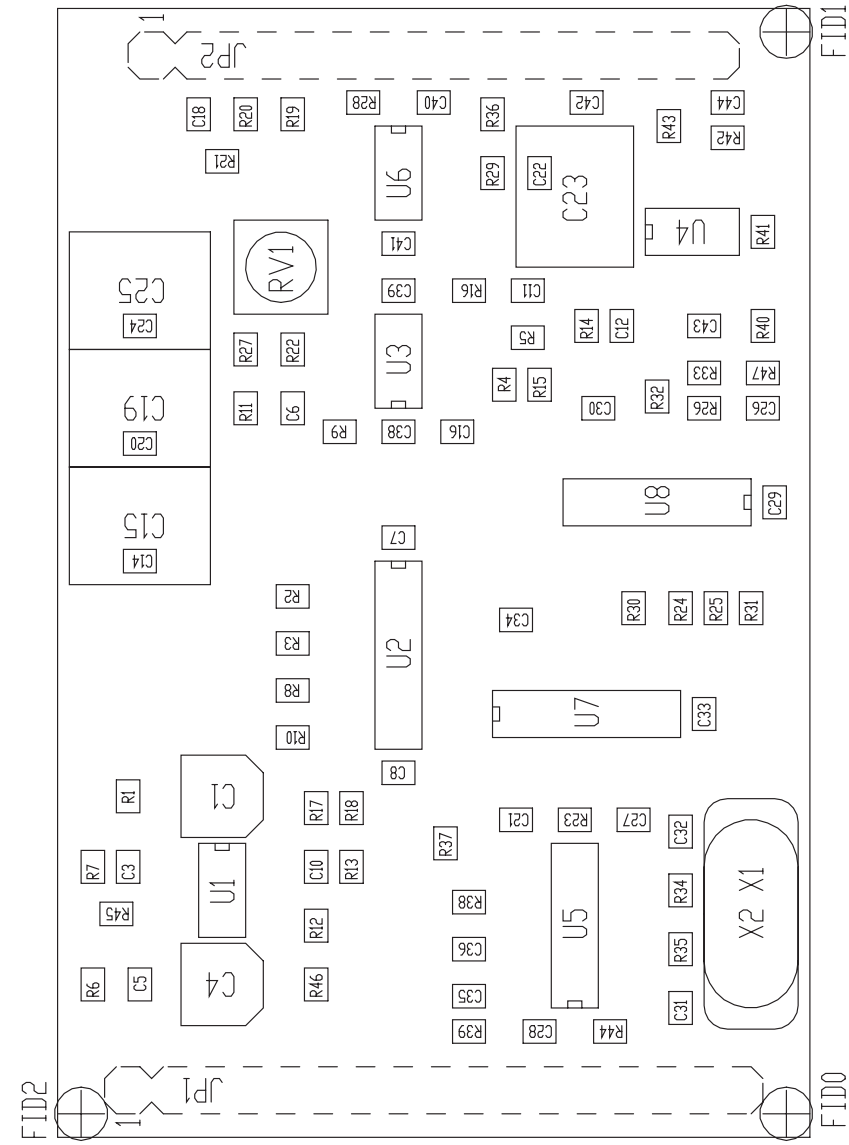 1
FID1
JP2
C18
R20
R19
R28
C40
R36
C42
C44
R43
R42
R21
U6
R29
C22
C23
U4
R41
C41
RV1
C25
C24
C39
R16
C11
R14
C12
C43
R40
R27
R22
U3
R5
R33
R47
R4
R15
R32
C19
C20
R11
C6
C30
R26
C26
R9
C38
C16
U8
C29
C15
C14
C7
R2
R3
R8
R10
U2
C34
R30
R24
R25
R31
U7
C33
C8
R1
C1
R17
R18
C21
R23
C27
C32
R37
R7
C3
U1
C10
R13
R45
R12
R38
U5
R34
X2 X1
C36
R35
R6
C5
C4
R46
C35
C31
R39
C28
R44
FID2
JP1
1
FID0